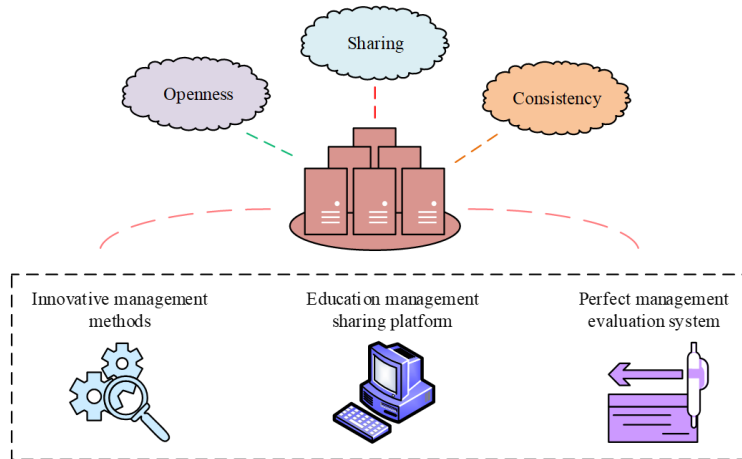 Sharing
Openness
Consistency
Innovative management
methods
Education management
sharing platform
Perfect management
evaluation system